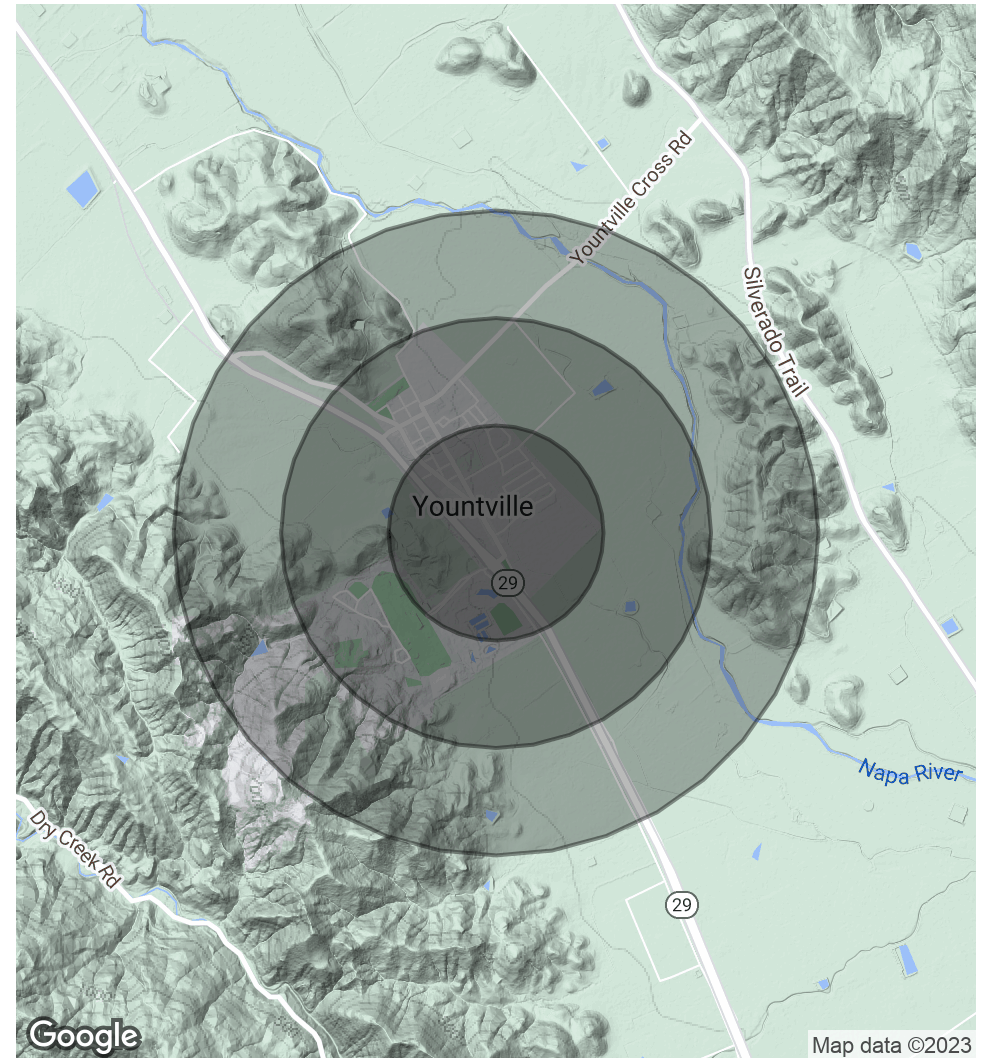 Yountville Cross Rd
Silverado Trail
Yountville
29
Napa River
Dry Creek Rd
29
Google
Map data ©2023